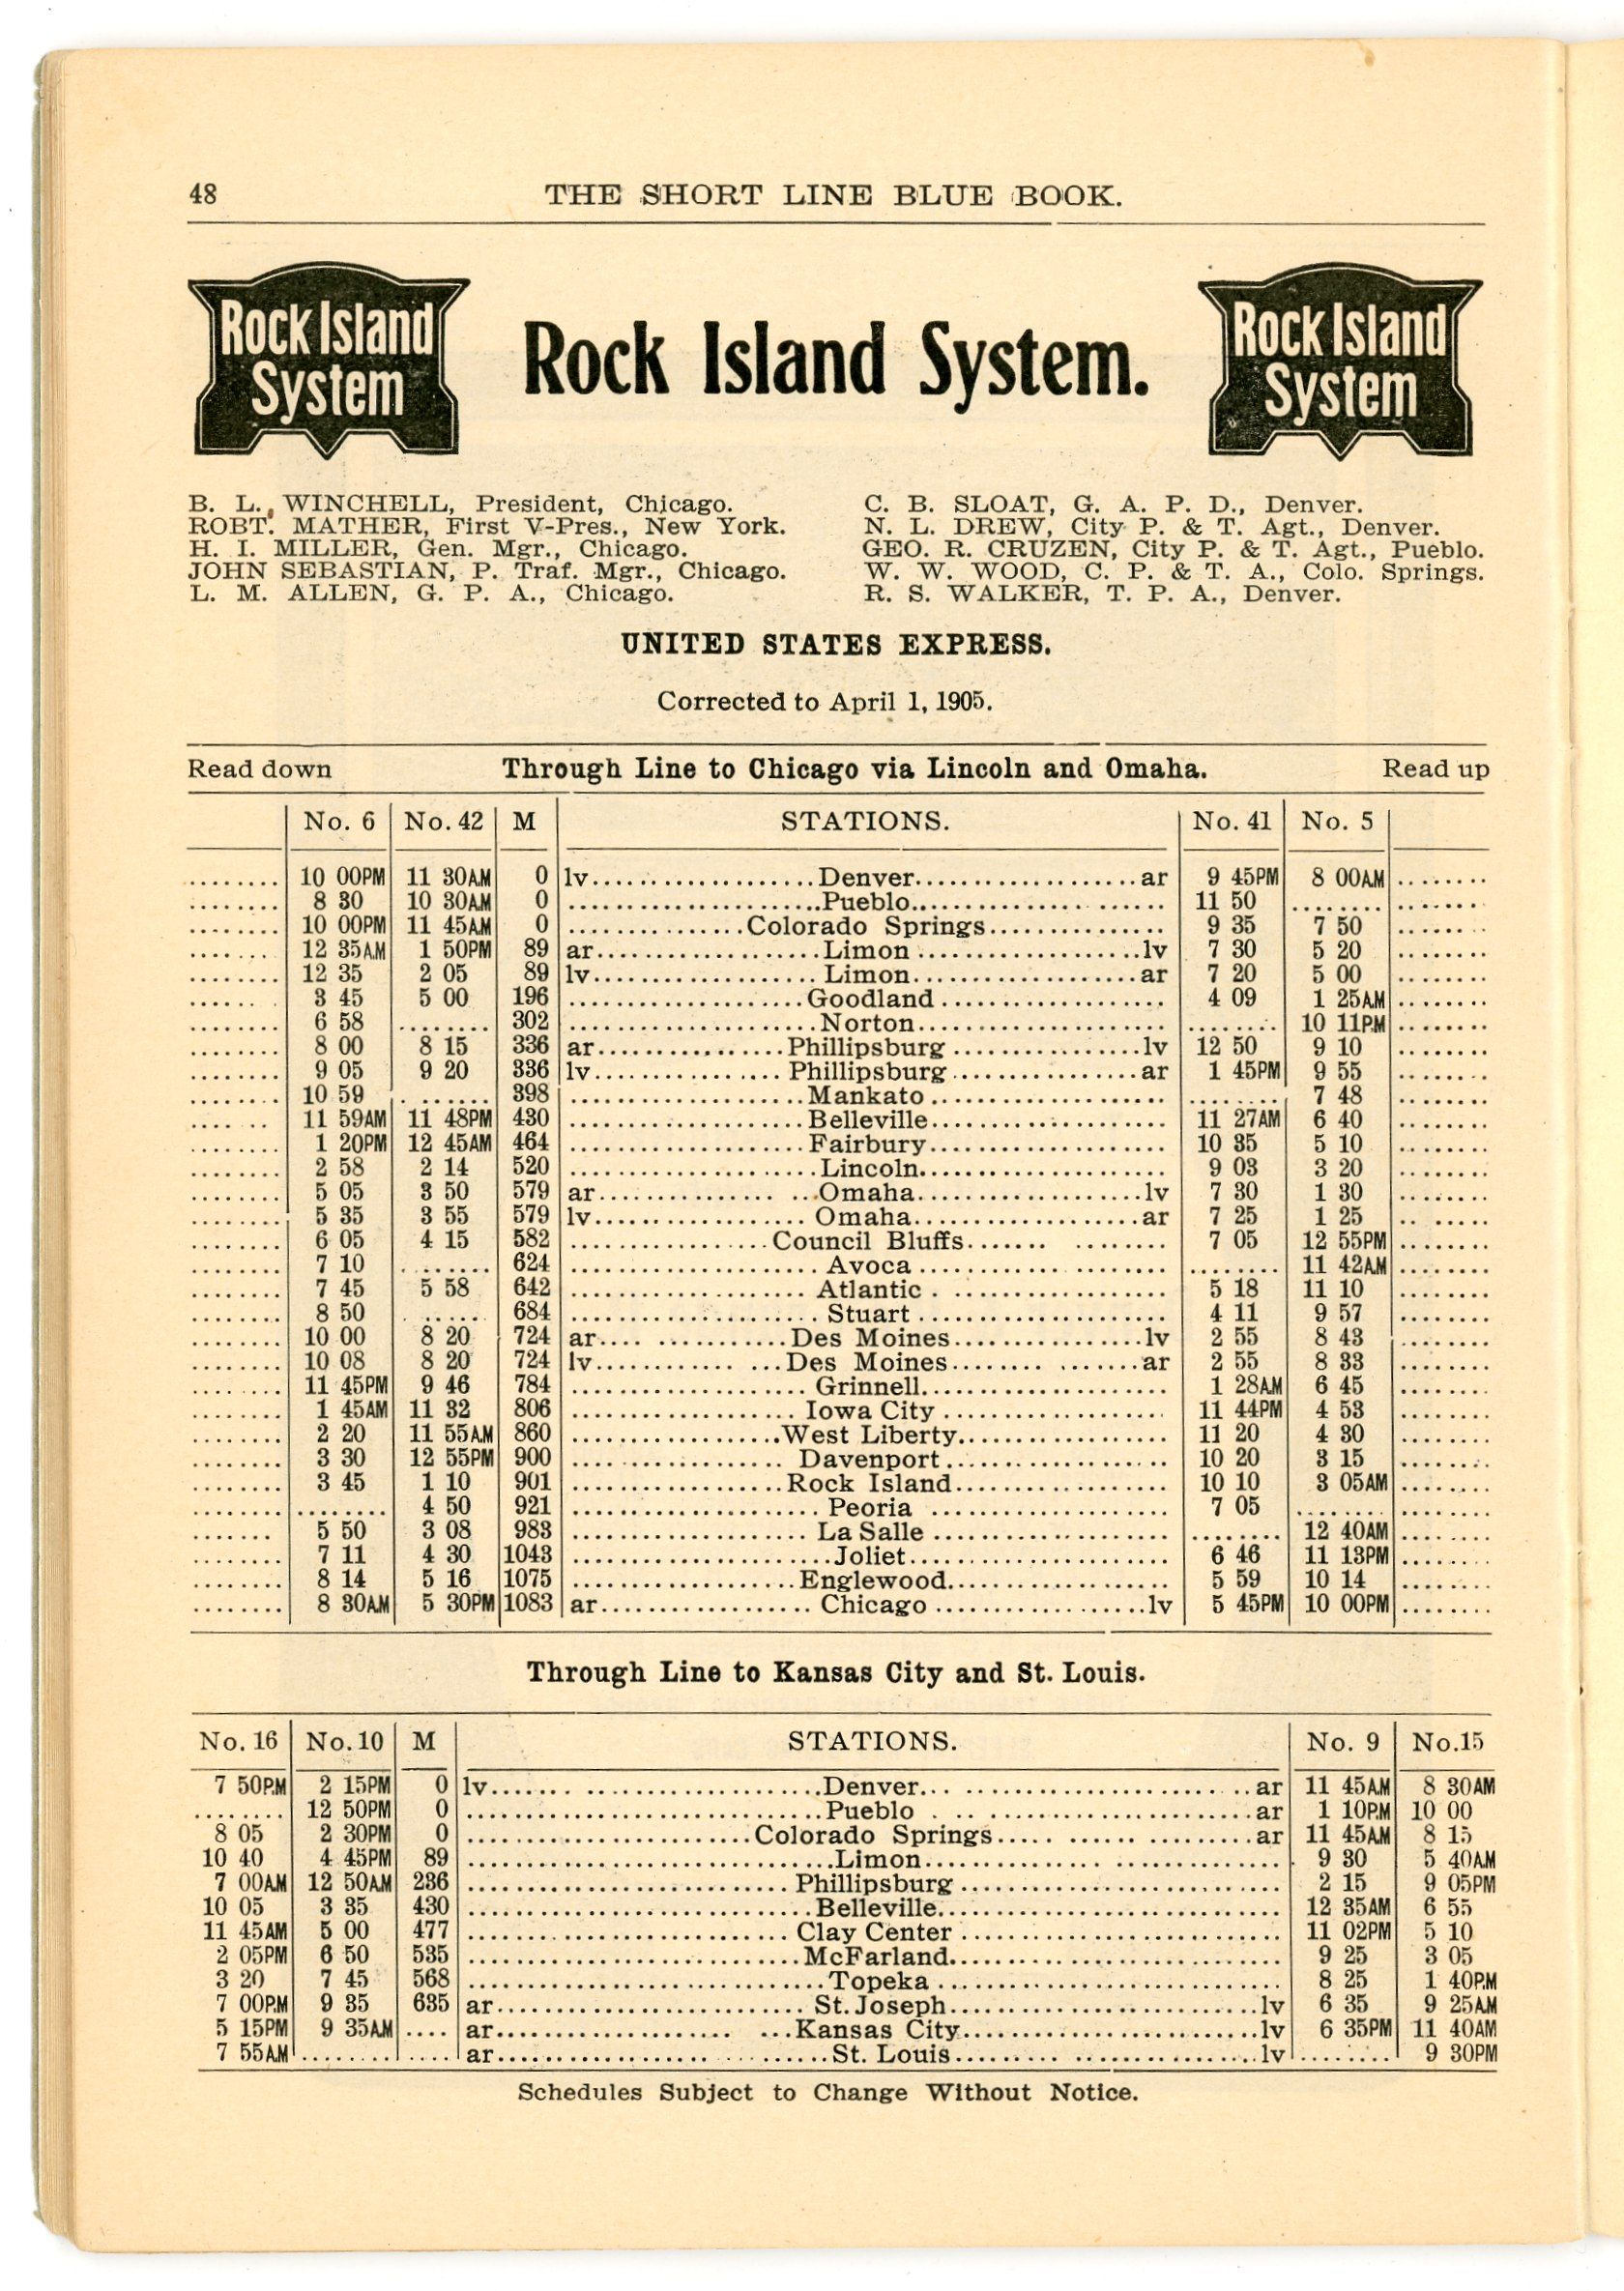 48 THE SHORT LINE BLUE BOOK.
Rock Island
System
Rock Island System.
Rock Island
System
B. L. WINCHELL, President, Chicago. C. B. SLOAT, G. A. P. D., Denver.
ROBT. MATHER, First V-Pres., New York. N. L. DREW, City P. & T. Agt., Denver.
H. I. MILLER, Gen. Mgr., Chicago. GEO. R. CRUZEN, City P. & T. Agt., Pueblo.
JOHN SEBASTIAN, P. Traf. Mgr., Chicago. W. W. WOOD, C. P. & T. A., Colo. Springs.
L. M. ALLEN, G. P. A., Chicago. R. S. WALKER, T. P. A., Denver.
UNITED STATES EXPRESS.
Corrected to April 1, 1905.
Read down Through Line to Chicago via Lincoln and Omaha. Read up
No. 6 No. 42 M STATIONS. No. 41 No. 5
10 00PM 11 30AM 0 lv Denver ar 9 45PM 8 00AM
8 30 10 30AM 0 Pueblo 11 50
10 00PM 11 45AM 0 Colorado Springs 9 35 7 50
12 35AM 1 50PM 89 ar Limon lv 7 30 5 20
12 35 2 05 89 lv Limon ar 7 20 5 00
3 45 5 00 196 Goodland 4 09 1 25AM
6 58 302 Norton 10 11PM
8 00 8 15 336 ar Phillipsburg lv 12 50 9 10
9 05 9 20 336 lv Phillipsburg ar 1 45PM 9 55
10 59 398 Mankato 7 48
11 59AM 11 48PM 430 Belleville 11 27AM 6 40
1 20PM 12 45AM 464 Fairbury 10 35 5 10
2 58 2 14 520 Lincoln 9 03 3 20
5 05 3 50 579 ar Omaha lv 7 30 1 30
5 35 3 55 579 lv Omaha ar 7 25 1 25
6 05 4 15 582 Council Bluffs 7 05 12 55PM
7 10 624 Avoca 11 42AM
7 45 5 58 642 Atlantic 5 18 11 10
8 50 684 Stuart 4 11 9 57
10 00 8 20 724 ar Des Moines lv 2 55 8 43
10 08 8 20 724 lv Des Moines ar 2 55 8 33
11 45PM 9 46 784 Grinnell 1 28AM 6 45
1 45AM 11 32 806 Iowa City 11 44PM 4 53
2 20 11 55AM 860 West Liberty 11 20 4 30
3 30 12 55PM 900 Davenport 10 20 3 15
3 45 1 10 901 Rock Island 10 10 3 05AM
4 50 921 Peoria 7 05
5 50 3 08 983 La Salle 12 40AM
7 11 4 30 1043 Joliet 6 46 11 13PM
8 14 5 16 1075 Englewood 5 59 10 14
8 30AM 5 30PM 1083 ar Chicago lv 5 45PM 10 00PM
Through Line to Kansas City and St. Louis.
No. 16 No. 10 M STATIONS. No. 9 No. 15
7 50PM 2 15PM 0 lv Denver ar 11 45AM 8 30AM
12 50PM 0 Pueblo ar 1 10PM 10 00
8 05 2 30PM 0 Colorado Springs ar 11 45AM 8 15
10 40 4 45PM 89 Limon 9 30 5 40AM
7 00AM 12 50AM 236 Phillipsburg 2 15 9 05PM
10 05 3 35 430 Belleville 12 35AM 6 55
11 45AM 5 00 477 Clay Center 11 02PM 5 10
2 05PM 6 50 535 McFarland 9 25 3 05
3 20 7 45 568 Topeka 8 25 1 40PM
7 00PM 9 35 635 ar St. Joseph lv 6 35 9 25AM
5 15PM 9 35AM ar Kansas City lv 6 35PM 11 40AM
7 55AM ar St. Louis lv 9 30PM
Schedules Subject to Change Without Notice.